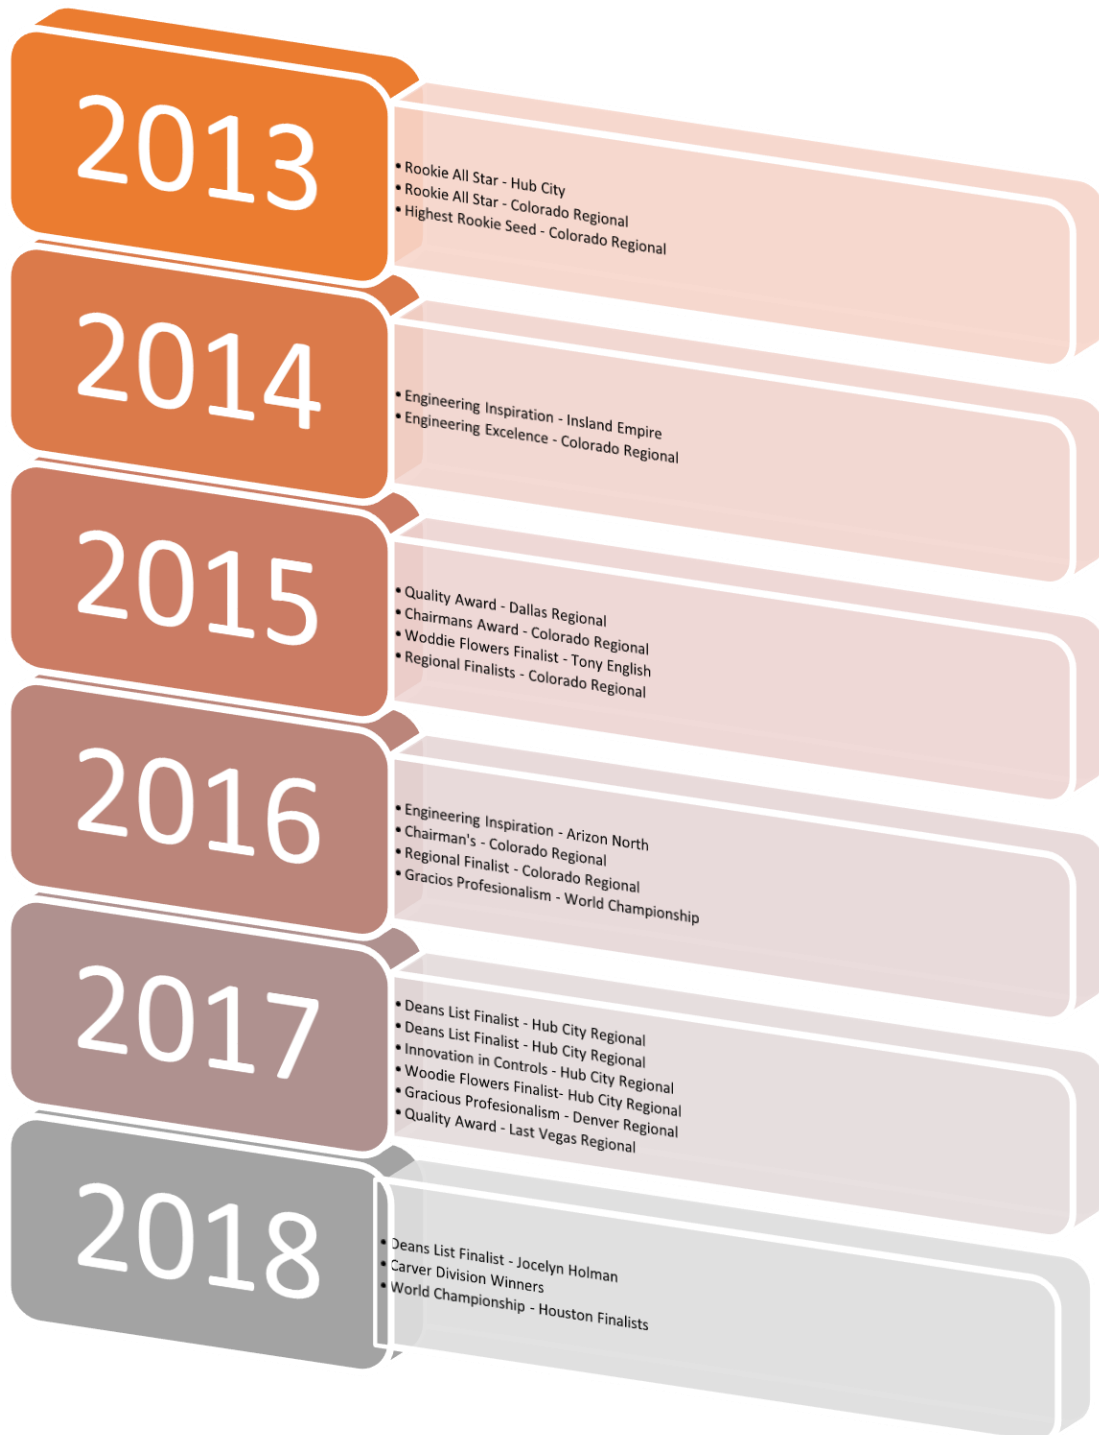 2013
• Rookie All Star - Hub City
• Rookie All Star - Colorado Regional
• Highest Rookie Seed - Colorado Regional
2014
• Engineering Inspiration - Insland Empire
• Engineering Excelence - Colorado Regional
2015
• Quality Award - Dallas Regional
• Chairmans Award - Colorado Regional
• Woddie Flowers Finalist - Tony English
• Regional Finalists - Colorado Regional
2016
• Engineering Inspiration - Arizon North
• Chairman's - Colorado Regional
• Regional Finalist - Colorado Regional
• Gracios Profesionalism - World Championship
2017
• Deans List Finalist - Hub City Regional
• Deans List Finalist - Hub City Regional
• Innovation in Controls - Hub City Regional
• Woodie Flowers Finalist- Hub City Regional
• Gracious Profesionalism - Denver Regional
• Quality Award - Last Vegas Regional
2018
• Deans List Finalist - Jocelyn Holman
• Carver Division Winners
• World Championship - Houston Finalists